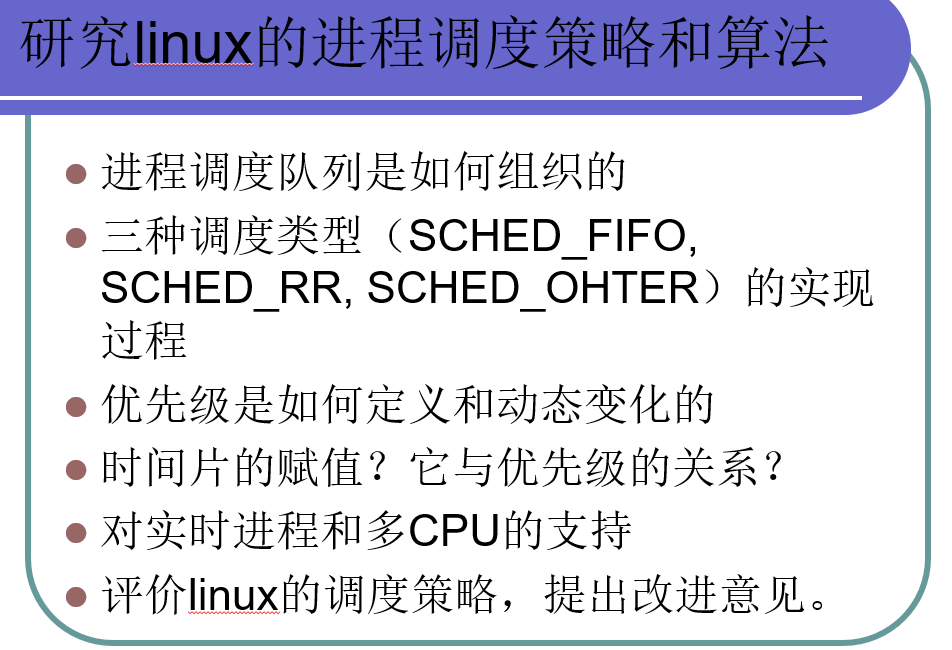 研究linux的进程调度策略和算法
进程调度队列是如何组织的
三种调度类型（SCHED_FIFO,
SCHED_RR, SCHED_OHTER）的实现
过程
优先级是如何定义和动态变化的
时间片的赋值？它与优先级的关系？
对实时进程和多CPU的支持
评价linux的调度策略，提出改进意见。